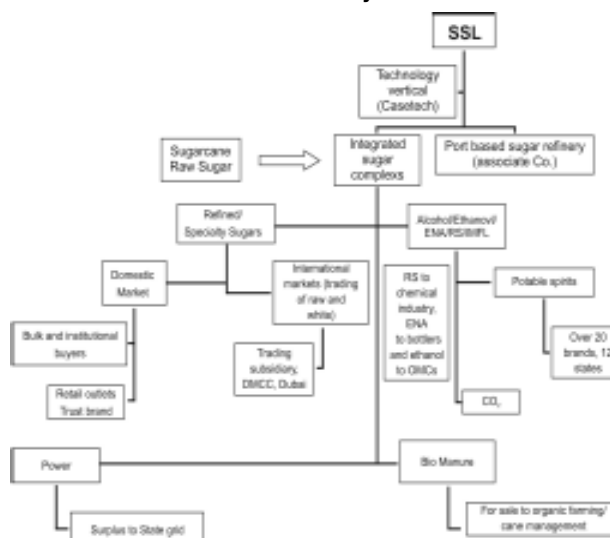 SSL
Technology
vertical
(Casetech)
Sugarcane
Raw Sugar
Integrated
sugar
complexs
Port based sugar refinery
(associate Co.)
Refined/
Specialty Sugars
Alcohol/Ethanol/
ENA/RS/IMFL
Domestic
Market
International
markets (trading
of raw and
white)
RS to
chemical
industry,
ENA
to bottlers
and ethanol
to OMCs
Potable spirits
Bulk and institutional
buyers
Trading
subsidiary,
DMCC, Dubai
Over 20
brands, 12
states
Retail outlets
Trust brand
CO₂
Power
Bio Manure
Surplus to State grid
For sale to organic farming/
cane management